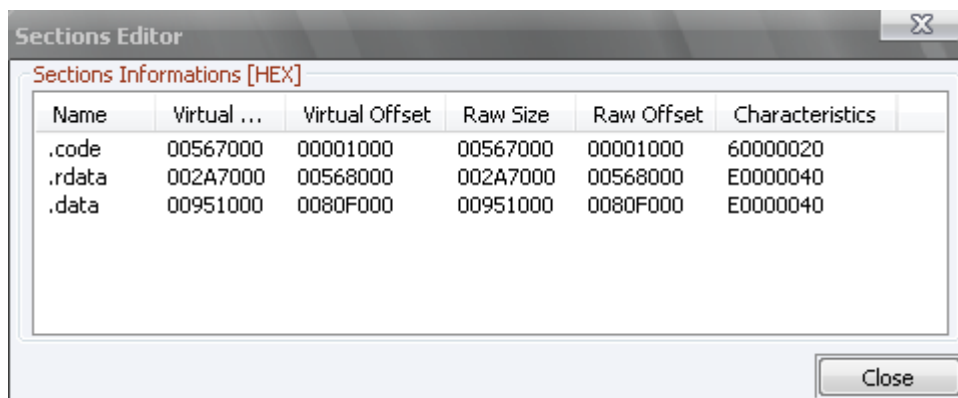 Sections Editor
Sections Informations [HEX]
Name Virtual ... Virtual Offset Raw Size Raw Offset Characteristics
.code 00567000 00001000 00567000 00001000 60000020
.rdata 002A7000 00568000 002A7000 00568000 E0000040
.data 00951000 0080F000 00951000 0080F000 E0000040
Close